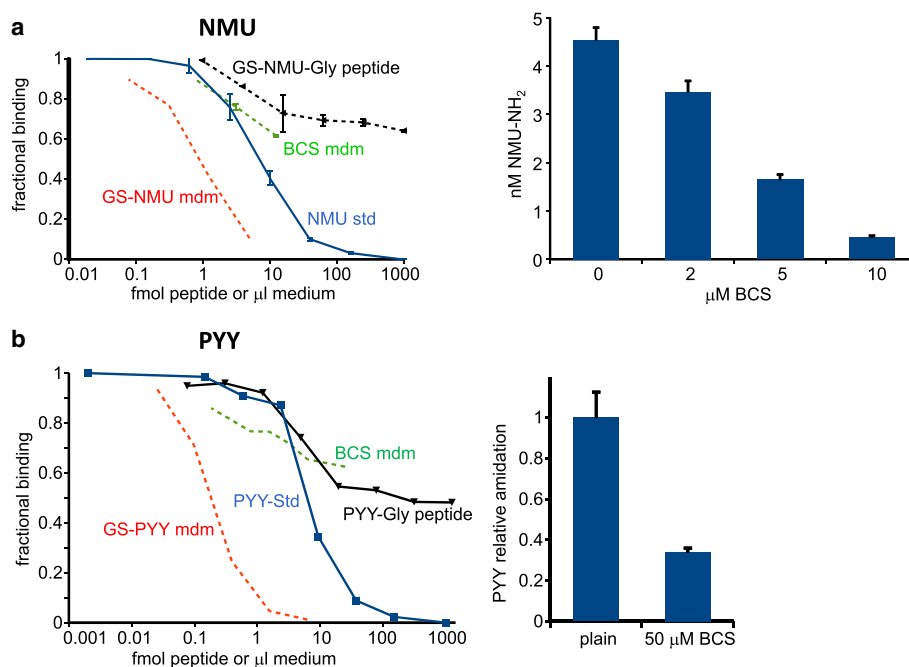 a
NMU
fractional binding
1
0.8
0.6
0.4
0.2
0
0.01
0.1
1
10
100
1000
fmol peptide or µl medium
GS-NMU-Gly peptide
BCS mdm
GS-NMU mdm
NMU std
nM NMU-NH2
5
4
3
2
1
0
0
2
5
10
µM BCS
b
PYY
fractional binding
1
0.8
0.6
0.4
0.2
0
0.001
0.1
1
10
100
1000
fmol peptide or µl medium
BCS mdm
PYY-Std
PYY-Gly peptide
GS-PYY mdm
PYY relative amidation
1
0.8
0.6
0.4
0.2
0
plain
50 µM BCS